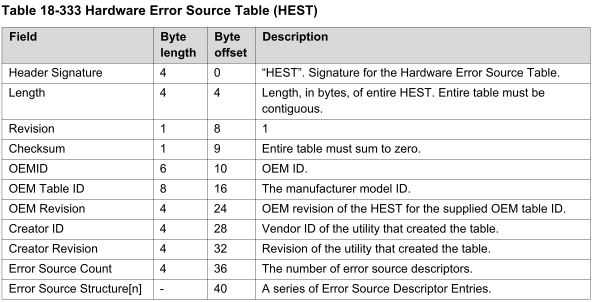 Table 18-333 Hardware Error Source Table (HEST)
Field Byte length Byte offset Description
Header Signature 4 0 “HEST”. Signature for the Hardware Error Source Table.
Length 4 4 Length, in bytes, of entire HEST. Entire table must be
contiguous.
Revision 1 8 1
Checksum 1 9 Entire table must sum to zero.
OEMID 6 10 OEM ID.
OEM Table ID 8 16 The manufacturer model ID.
OEM Revision 4 24 OEM revision of the HEST for the supplied OEM table ID.
Creator ID 4 28 Vendor ID of the utility that created the table.
Creator Revision 4 32 Revision of the utility that created the table.
Error Source Count 4 36 The number of error source descriptors.
Error Source Structure[n] - 40 A series of Error Source Descriptor Entries.